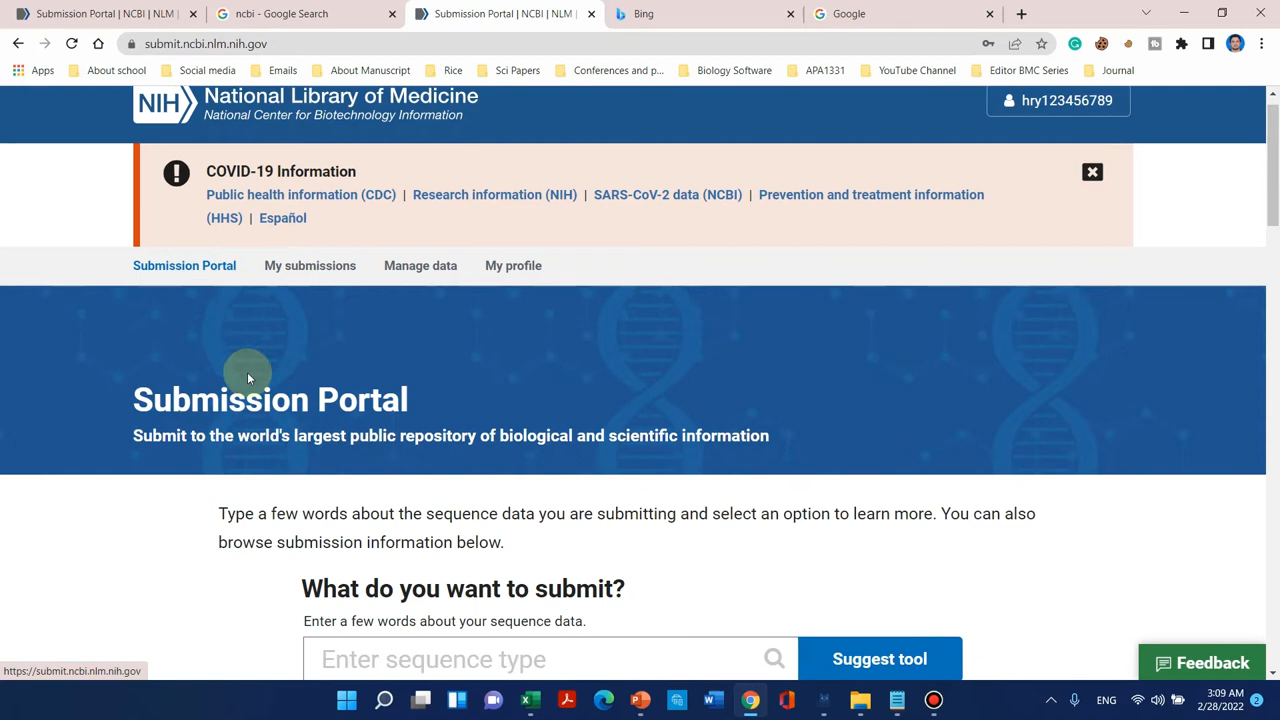 Submission Portal | NCBI | NLM |
ncbi - Google Search
Submission Portal | NCBI | NLM |
Bing
Google
submit.ncbi.nlm.nih.gov
Apps
About school
Social media
Emails
About Manuscript
Rice
Sci Papers
Conferences and p...
Biology Software
APA1331
YouTube Channel
Editor BMC Series
Journal
NIH
National Library of Medicine
National Center for Biotechnology Information
hry123456789
COVID-19 Information
Public health information (CDC) | Research information (NIH) | SARS-CoV-2 data (NCBI) | Prevention and treatment information
(HHS) | Español
Submission Portal
My submissions
Manage data
My profile
Submission Portal
Submit to the world's largest public repository of biological and scientific information
Type a few words about the sequence data you are submitting and select an option to learn more. You can also
browse submission information below.
What do you want to submit?
Enter a few words about your sequence data.
Enter sequence type
Suggest tool
Feedback
https://submit.ncbi.nlm.nih.gov
ENG
3:09 AM
2/28/2022
2